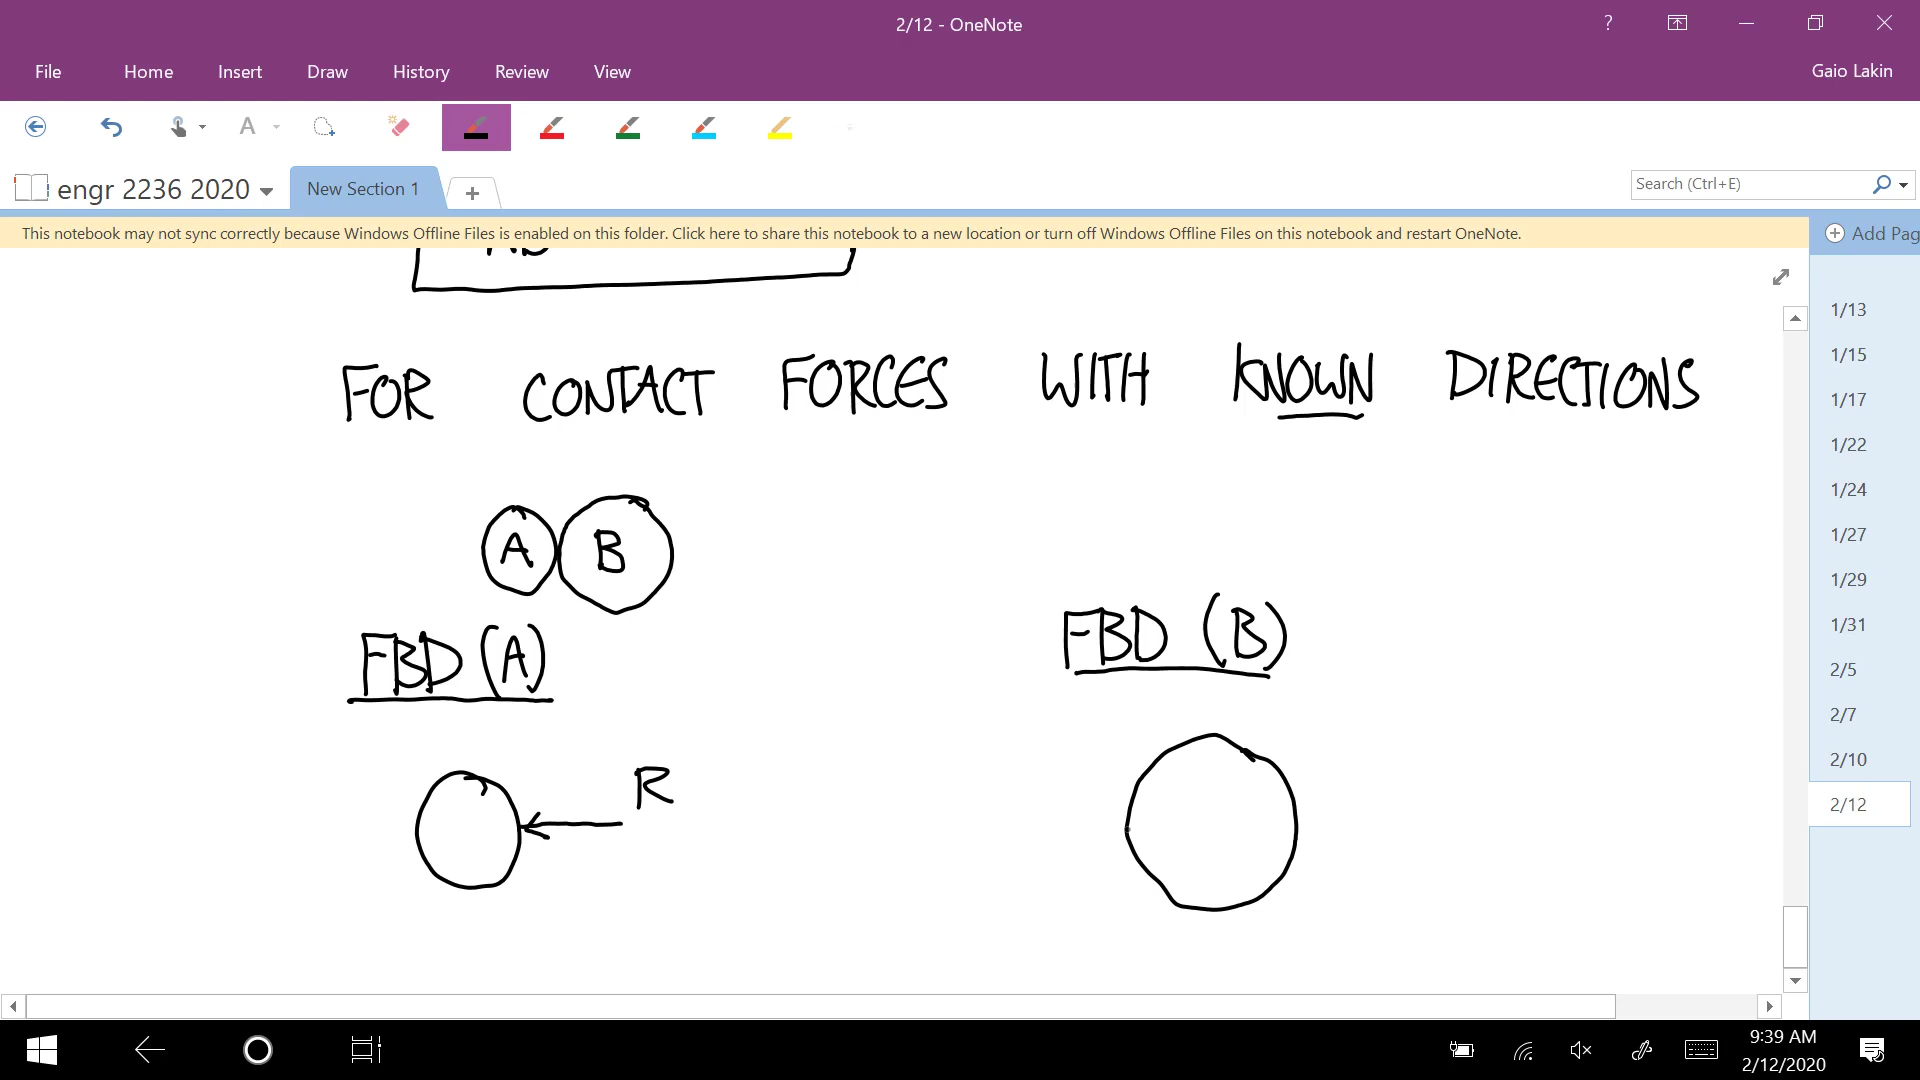 2/12 - OneNote
?
File Home Insert Draw History Review View
Gaio Lakin
A
engr 2236 2020
New Section 1
+
Search (Ctrl+E)
This notebook may not sync correctly because Windows Offline Files is enabled on this folder. Click here to share this notebook to a new location or turn off Windows Offline Files on this notebook and restart OneNote.
Add Pag
FOR CONTACT FORCES WITH KNOWN DIRECTIONS
A B
FBD (A)
FBD (B)
R
1/13
1/15
1/17
1/22
1/24
1/27
1/29
1/31
2/5
2/7
2/10
2/12
9:39 AM
2/12/2020